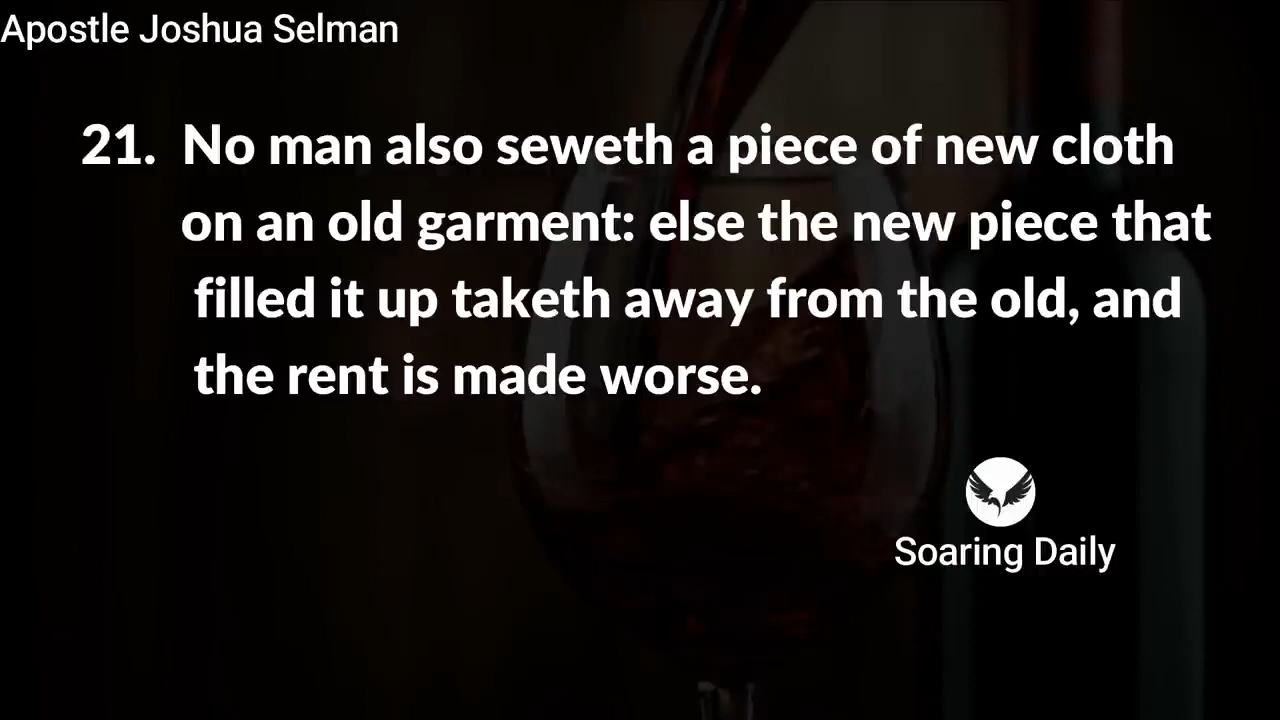 Apostle Joshua Selman
21. No man also seweth a piece of new cloth
on an old garment: else the new piece that
filled it up taketh away from the old, and
the rent is made worse.
Soaring Daily